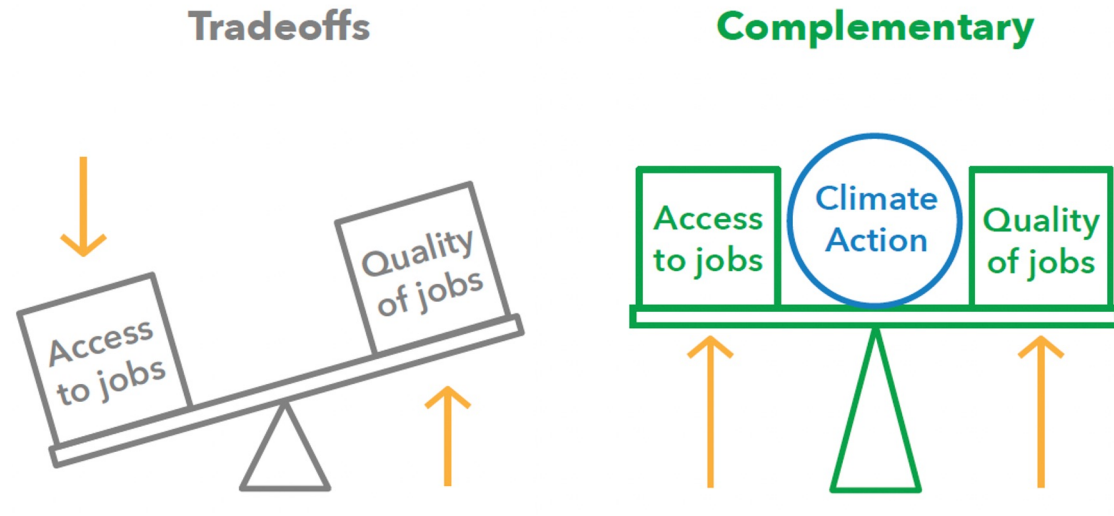 Tradeoffs
Access
to jobs
Quality
of jobs
Complementary
Access
to jobs
Climate
Action
Quality
of jobs